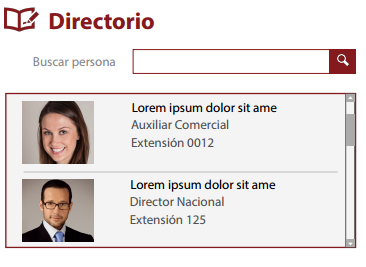 Directorio
Buscar persona
Lorem ipsum dolor sit ame
Auxiliar Comercial
Extensión 0012
Lorem ipsum dolor sit ame
Director Nacional
Extensión 125